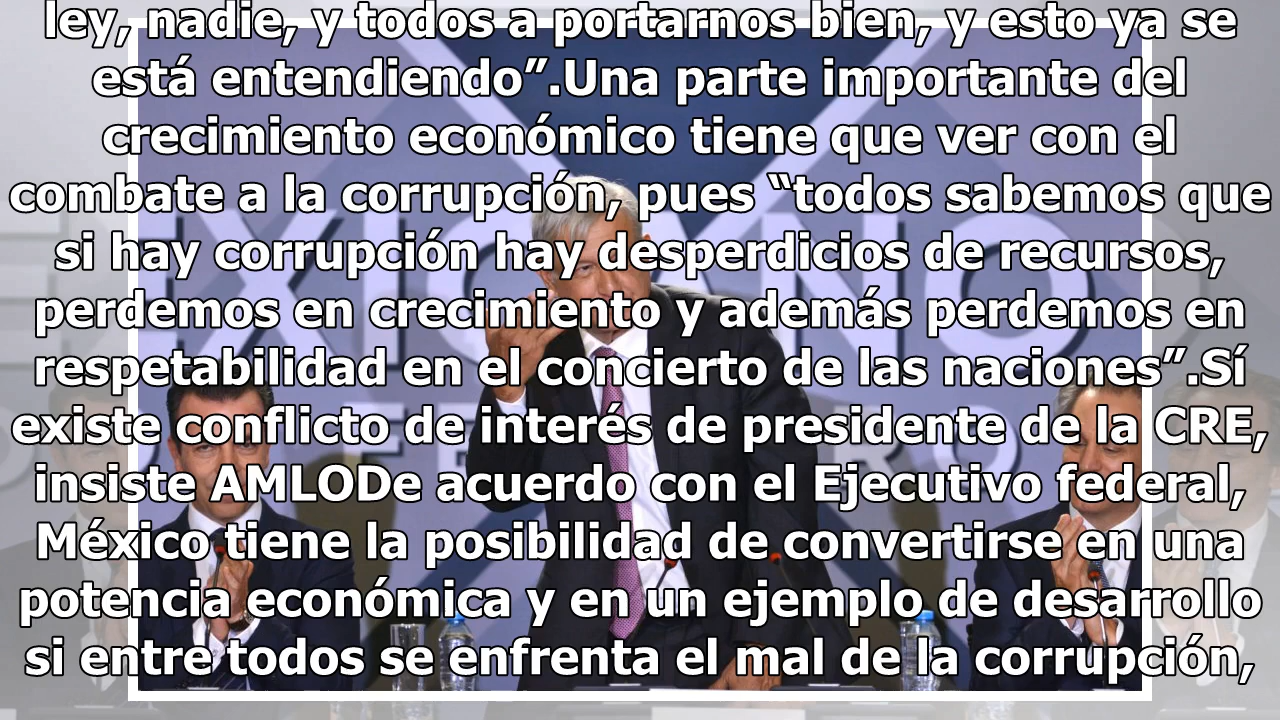 ley, nadie, y todos a portarnos bien, y esto ya se
está entendiendo”.Una parte importante del
crecimiento económico tiene que ver con el
combate a la corrupción, pues “todos sabemos que
si hay corrupción hay desperdicios de recursos,
perdemos en crecimiento y además perdemos en
respetabilidad en el concierto de las naciones”.Sí
existe conflicto de interés de presidente de la CRE,
insiste AMLODe acuerdo con el Ejecutivo federal,
México tiene la posibilidad de convertirse en una
potencia económica y en un ejemplo de desarrollo
si entre todos se enfrenta el mal de la corrupción,